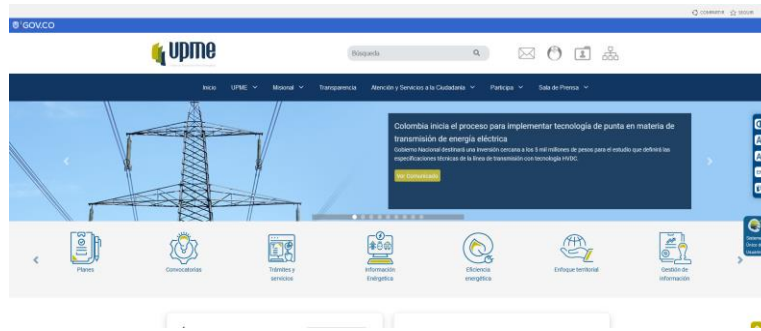 COMPARTIR SEGUIR
GOV.CO
upme
Búsqueda
Inicio UPME Misional Transparencia Atención y Servicios a la Ciudadanía Participa Sala de Prensa
Colombia inicia el proceso para implementar tecnología de punta en materia de
transmisión de energía eléctrica
Gobierno Nacional destinará una inversión cercana a los 5 mil millones de pesos para el estudio que definirá las
especificaciones técnicas de la línea de transmisión con tecnología HVDC.
Ver Comunicado
Planes
Convocatorias
Trámites y
servicios
Información
Enérgetica
Eficiencia
energética
Enfoque territorial
Gestión de
información